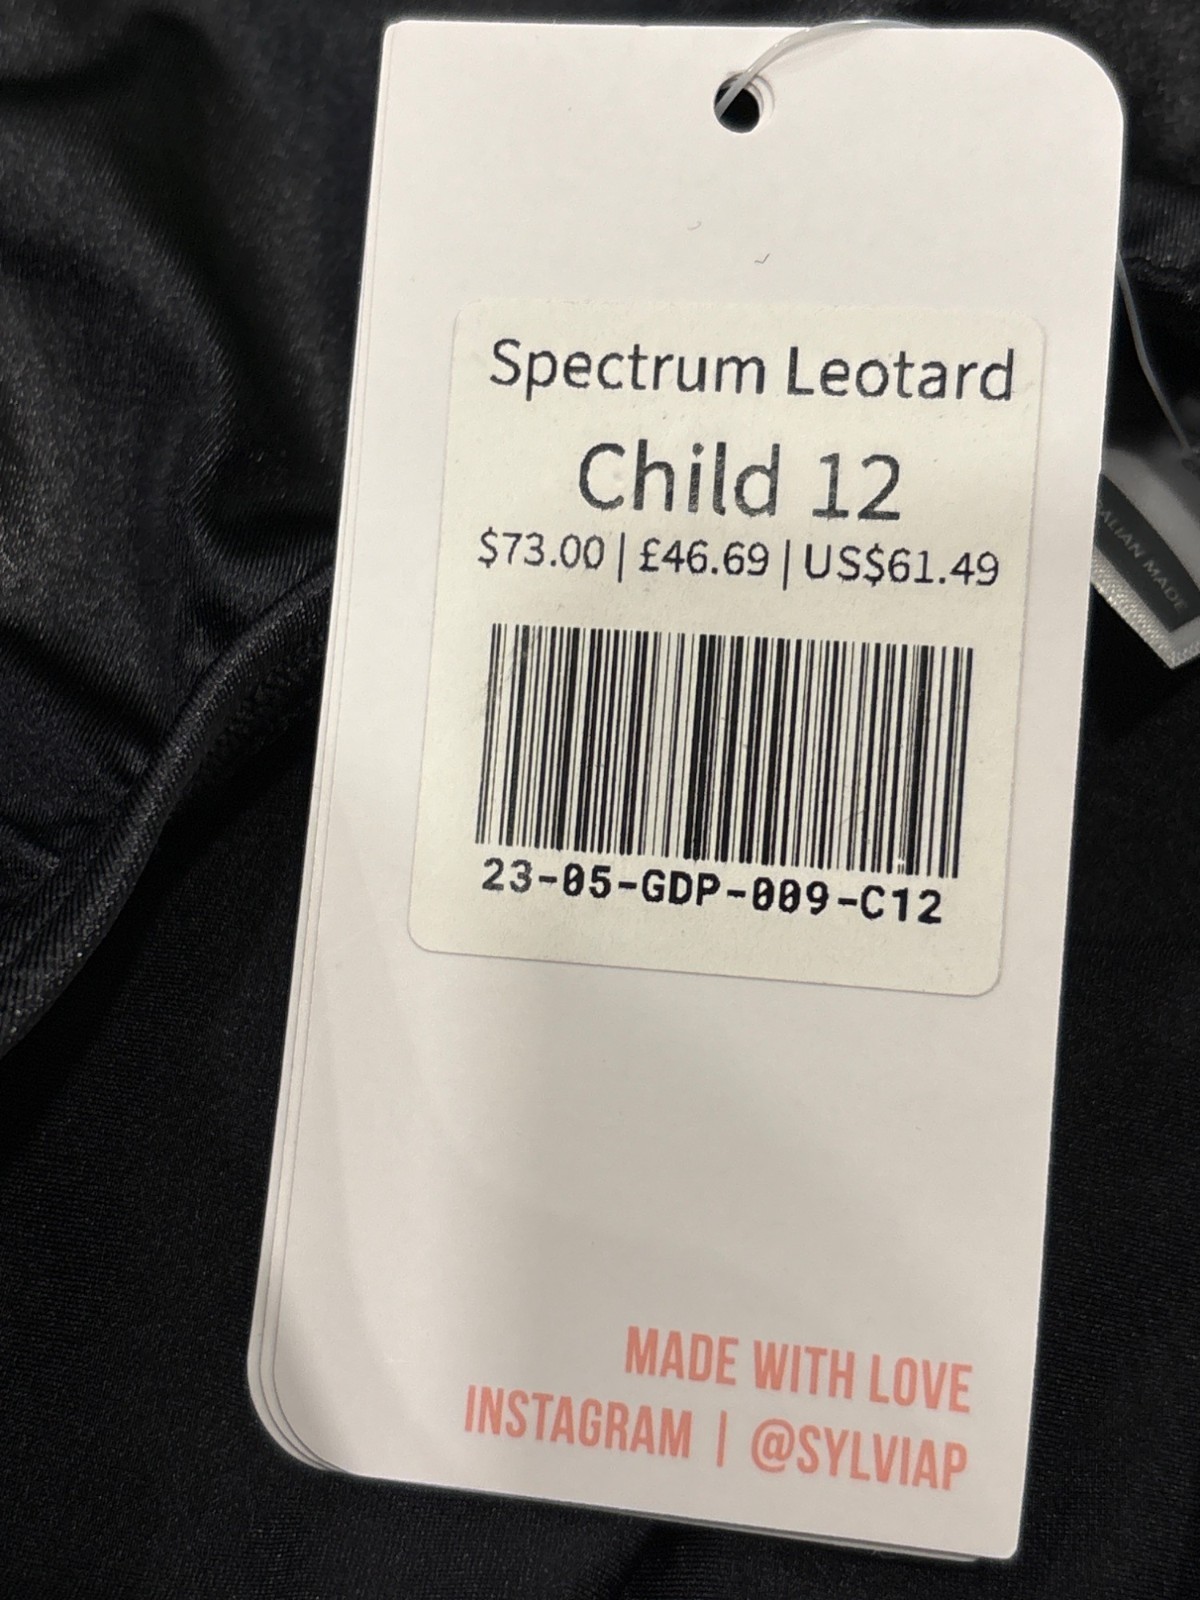 Spectrum Leotard
Child 12
$73.00 | £46.69 | US$61.49
23-05-GDP-009-C12
MADE WITH LOVE
INSTAGRAM | @SYLVIAP
MADE